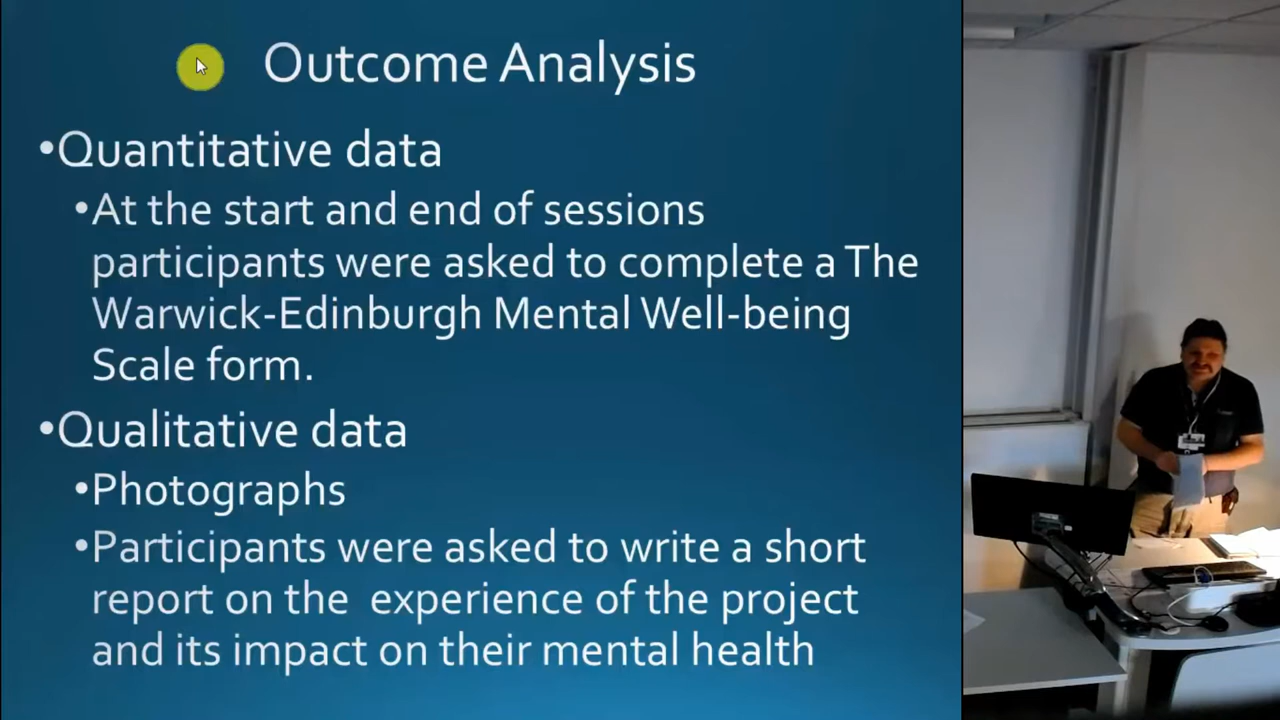 Outcome Analysis
•Quantitative data
•At the start and end of sessions
participants were asked to complete a The
Warwick-Edinburgh Mental Well-being
Scale form.
•Qualitative data
•Photographs
•Participants were asked to write a short
report on the  experience of the project
and its impact on their mental health